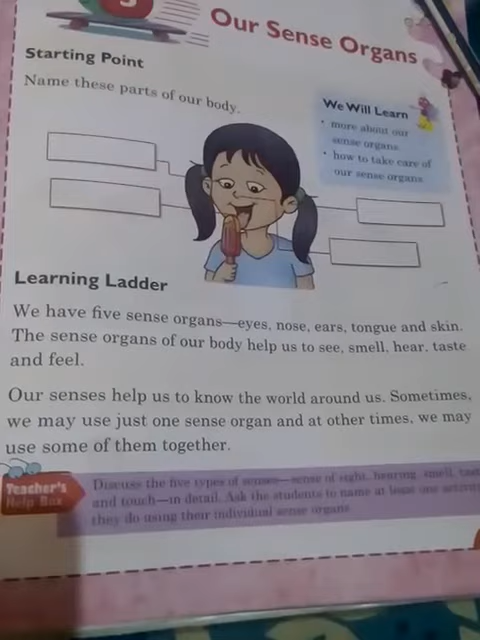 Our Sense Organs
Starting Point
Name these parts of our body.
We Will Learn
• more about our
sense organs.
• how to take care of
our sense organs.
Learning Ladder
We have five sense organs—eyes, nose, ears, tongue and skin.
The sense organs of our body help us to see, smell, hear, taste
and feel.
Our senses help us to know the world around us. Sometimes,
we may use just one sense organ and at other times, we may
use some of them together.
Teacher's
Help Box
Discuss the five types of senses—sense of sight, hearing, smell,
and touch—in detail. Ask the students to name at least one
they do using their individual sense organs.